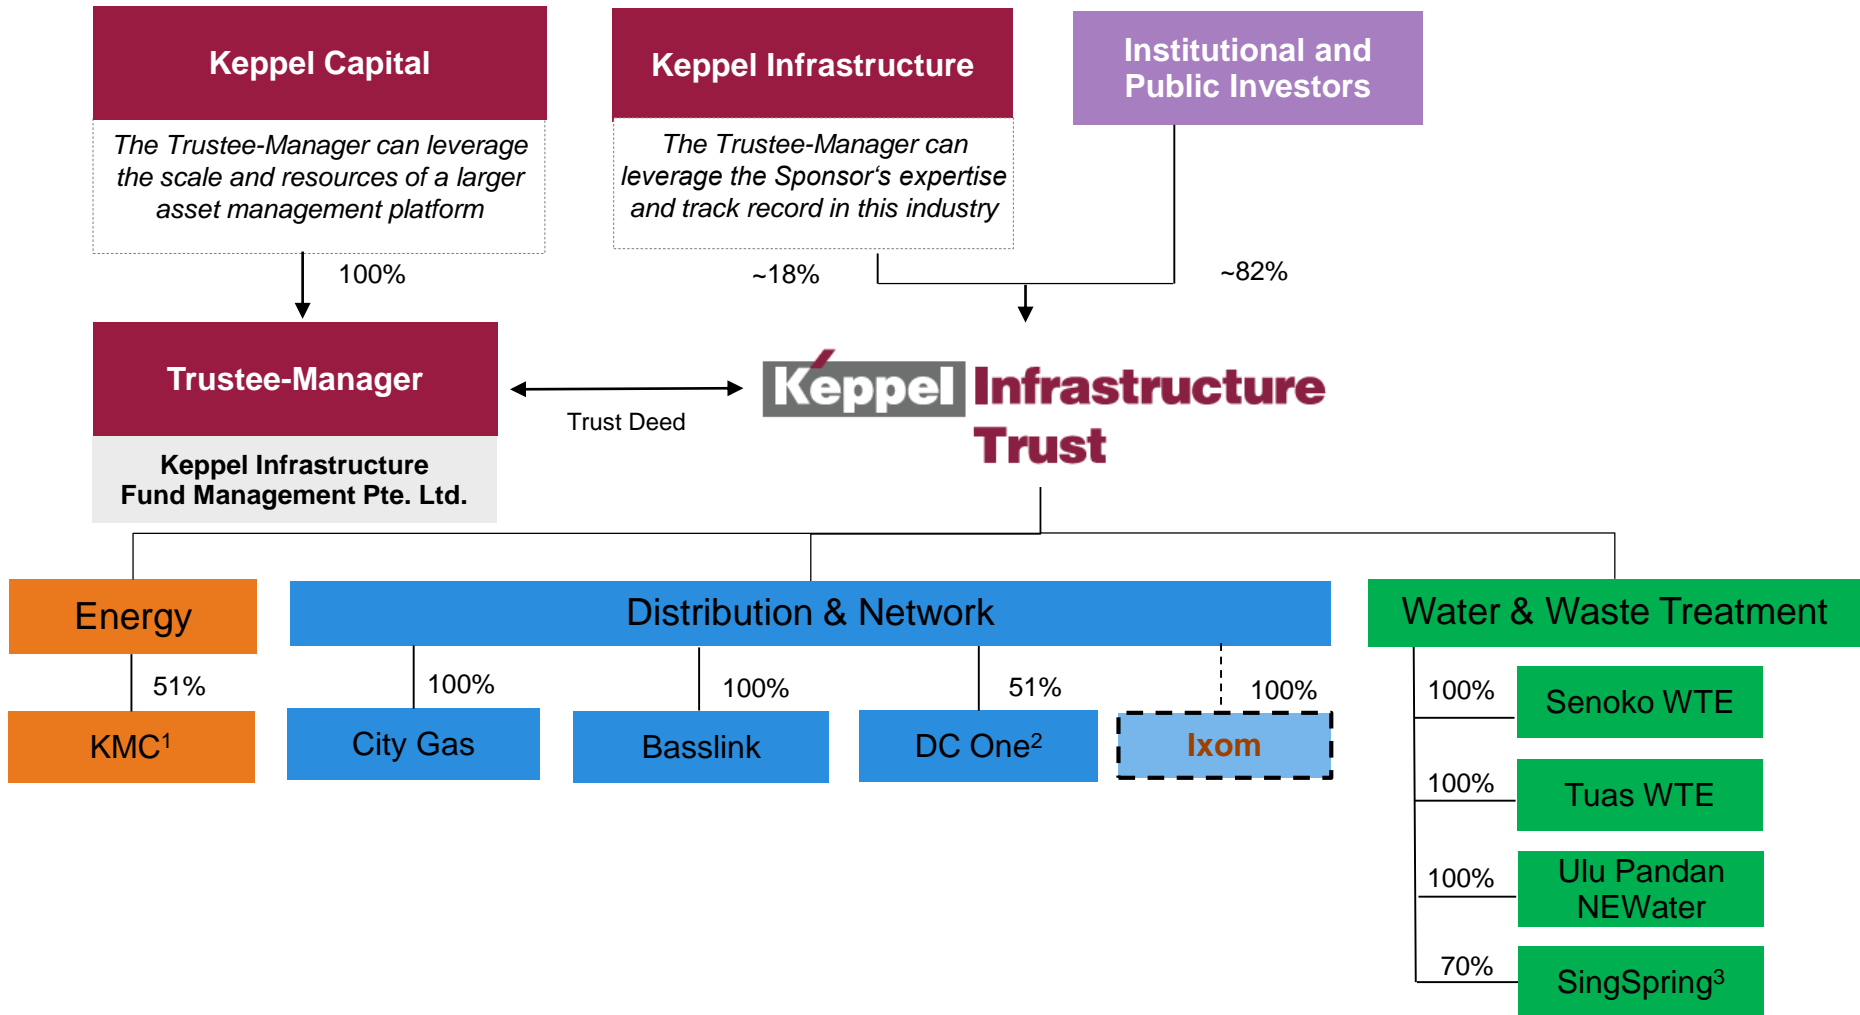 Keppel Capital
The Trustee-Manager can leverage
the scale and resources of a larger
asset management platform
Keppel Infrastructure
The Trustee-Manager can
leverage the Sponsor‘s expertise
and track record in this industry
Institutional and
Public Investors
100%
~18%
~82%
Trustee-Manager
Keppel Infrastructure
Fund Management Pte. Ltd.
Trust Deed
Keppel Infrastructure
Trust
Energy
51%
KMC¹
Distribution & Network
100%
City Gas
100%
Basslink
51%
DC One²
100%
Ixom
Water & Waste Treatment
100%
Senoko WTE
100%
Tuas WTE
100%
Ulu Pandan
NEWater
70%
SingSpring³